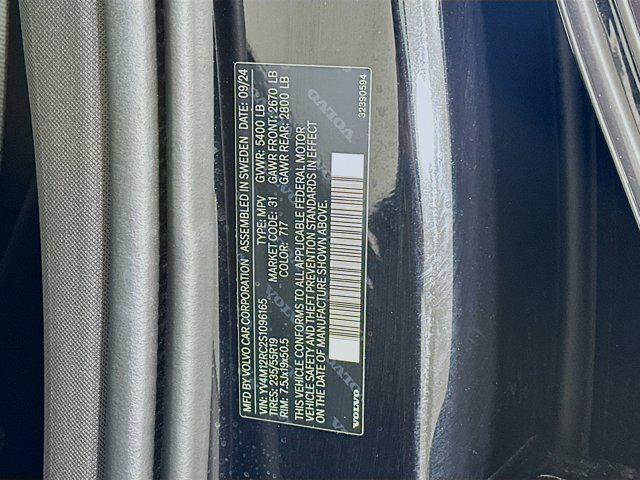 MFD BY VOLVO CAR CORPORATION ASSEMBLED IN SWEDEN DATE: 09/24
VIN: YV4M12RC2S1096165 TYPE: MPV GVWR: 5400 LB
TIRES: 235/55R19 MARKET CODE: 31 GAWR FRONT: 2670 LB
RIM: 7.5Jx19x50.5 COLOR: 717 GAWR REAR: 2800 LB
THIS VEHICLE CONFORMS TO ALL APPLICABLE FEDERAL MOTOR
VEHICLE SAFETY AND THEFT PREVENTION STANDARDS IN EFFECT
ON THE DATE OF MANUFACTURE SHOWN ABOVE.
VOLVO 32390594